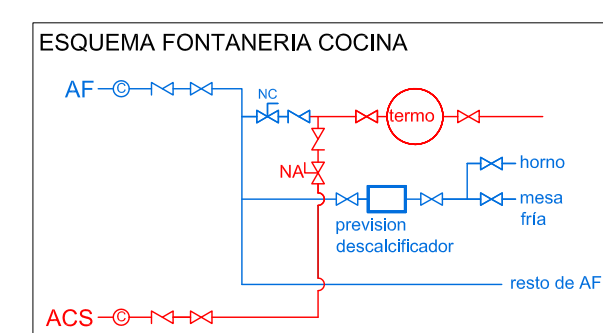 ESQUEMA FONTANERIA COCINA
AF
C
NC
termo
NA
horno
mesa
fría
prevision
descalcificador
resto de AF
ACS
C